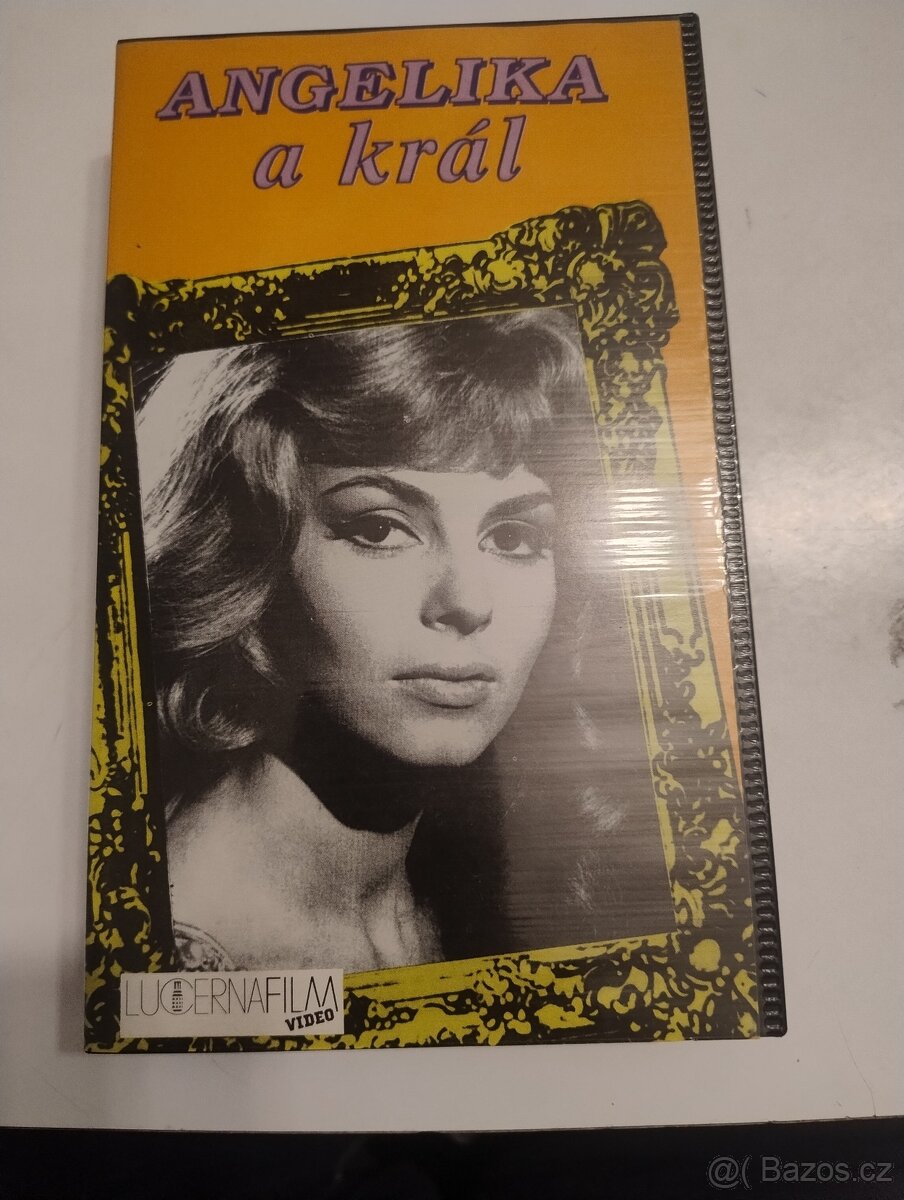 ANGELIKA
a král
LUCERNAFILM
VIDEO
@( Bazos.cz